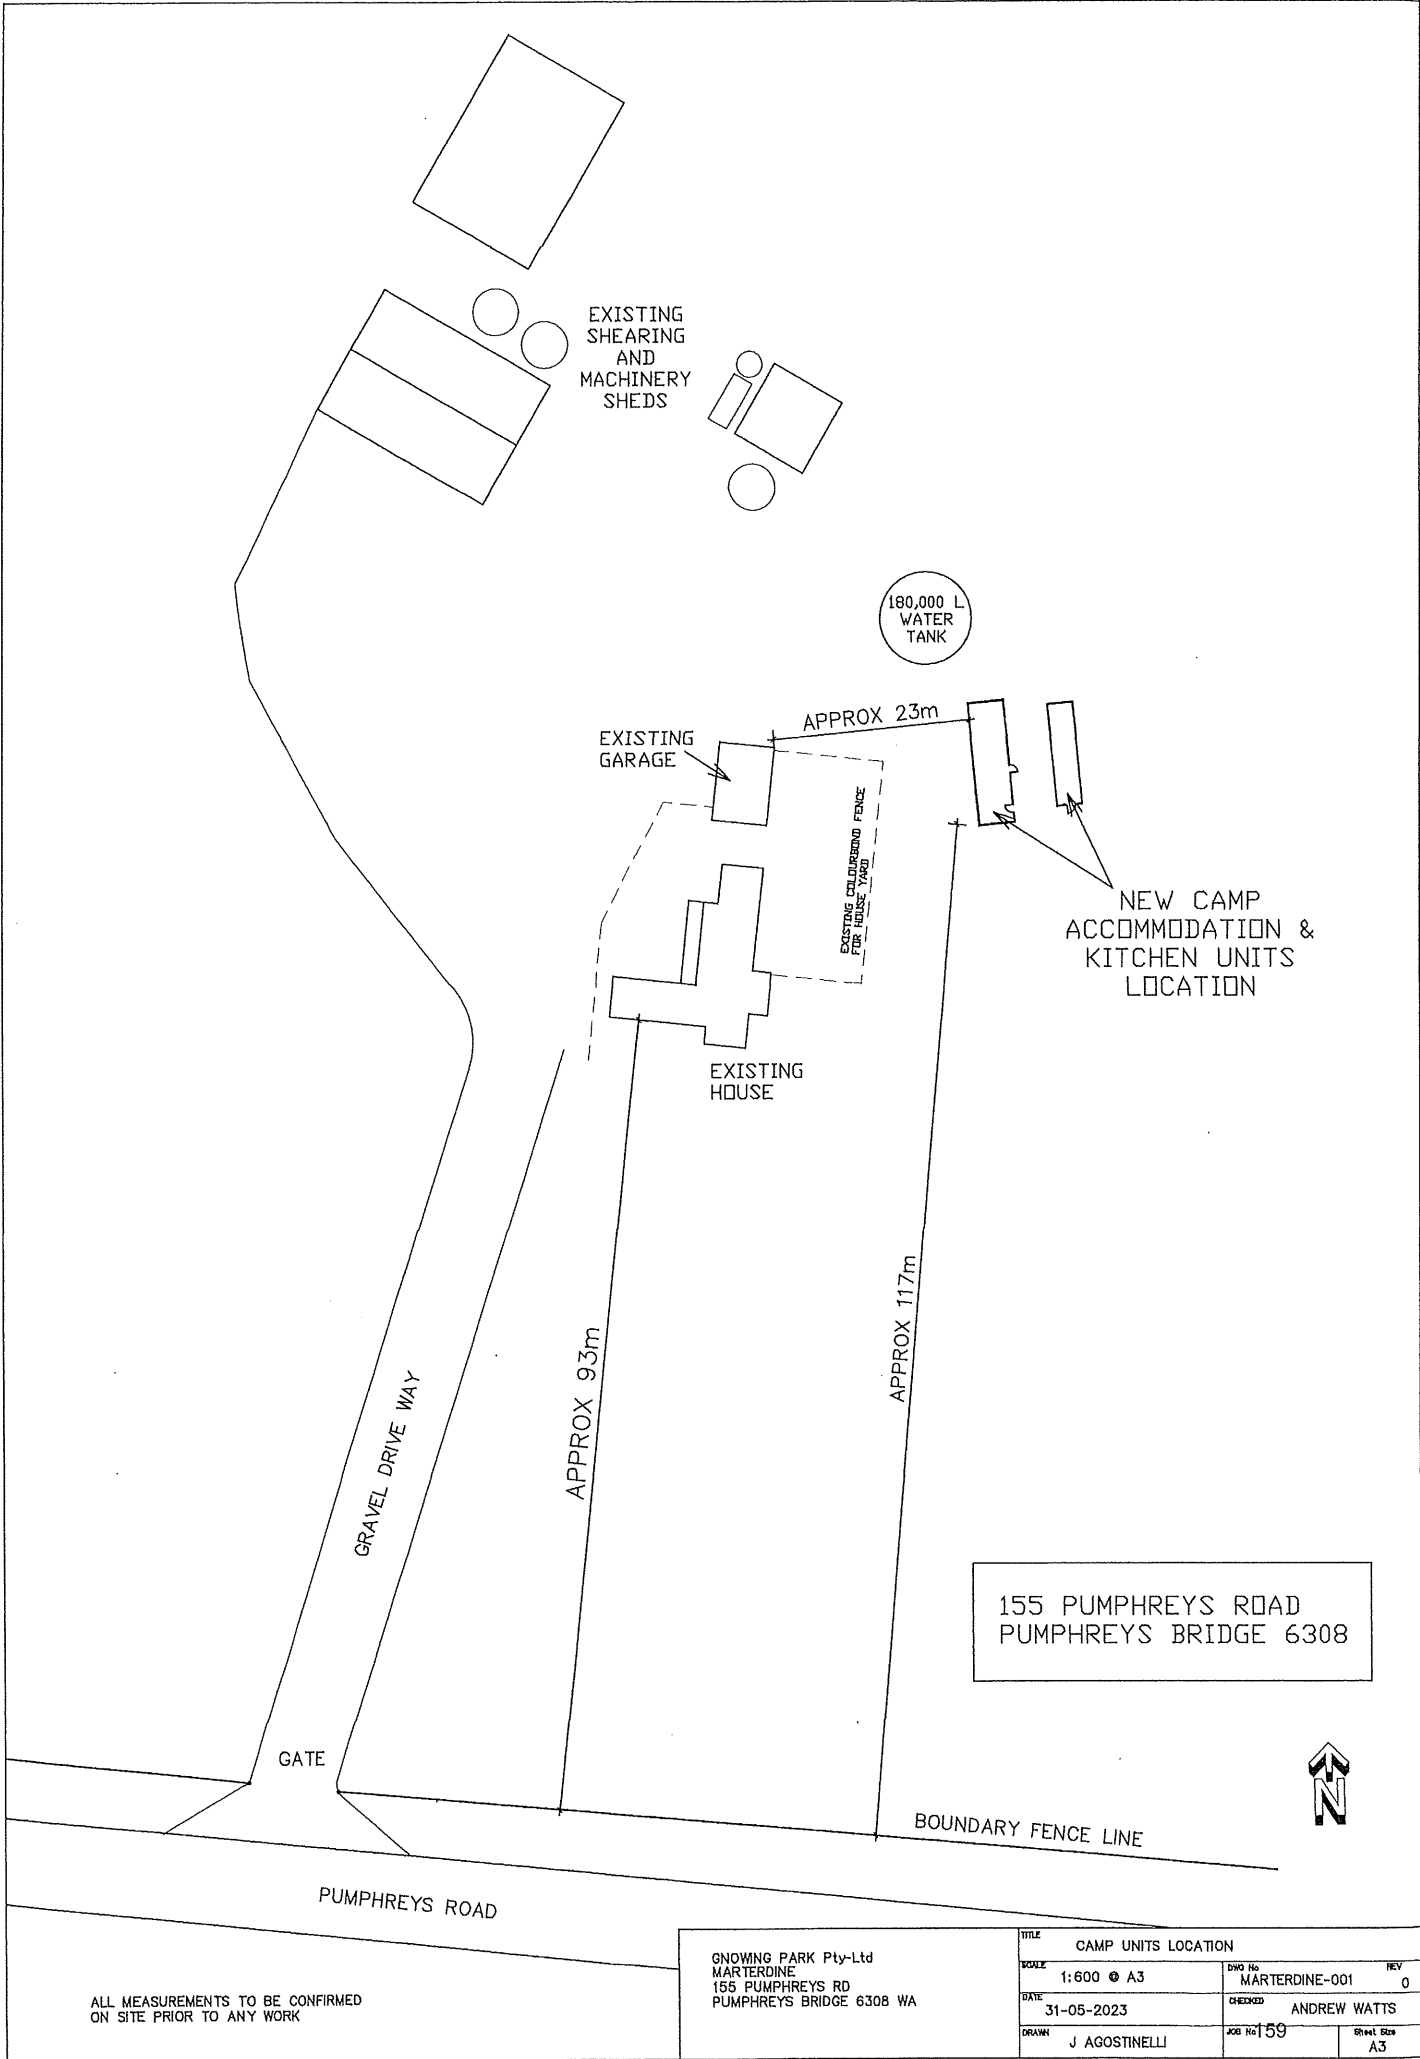 EXISTING
SHEARING
AND
MACHINERY
SHEDS
180,000 L
WATER
TANK
APPROX 23m
EXISTING
GARAGE
EXISTING COLOURBOND FENCE
FOR HOUSE YARD
NEW CAMP
ACCOMMODATION &
KITCHEN UNITS
LOCATION
EXISTING
HOUSE
APPROX 93m
APPROX 117m
GRAVEL DRIVE WAY
155 PUMPHREYS ROAD
PUMPHREYS BRIDGE 6308
GATE
N
BOUNDARY FENCE LINE
PUMPHREYS ROAD
ALL MEASUREMENTS TO BE CONFIRMED
ON SITE PRIOR TO ANY WORK
GNOWING PARK Pty-Ltd
MARTERDINE
155 PUMPHREYS RD
PUMPHREYS BRIDGE 6308 WA
TITLE
CAMP UNITS LOCATION
SCALE
1:600 @ A3
DWG No
MARTERDINE-001
REV
0
DATE
31-05-2023
CHECKED
ANDREW WATTS
DRAWN
J AGOSTINELLI
JOB No
159
Sheet Size
A3